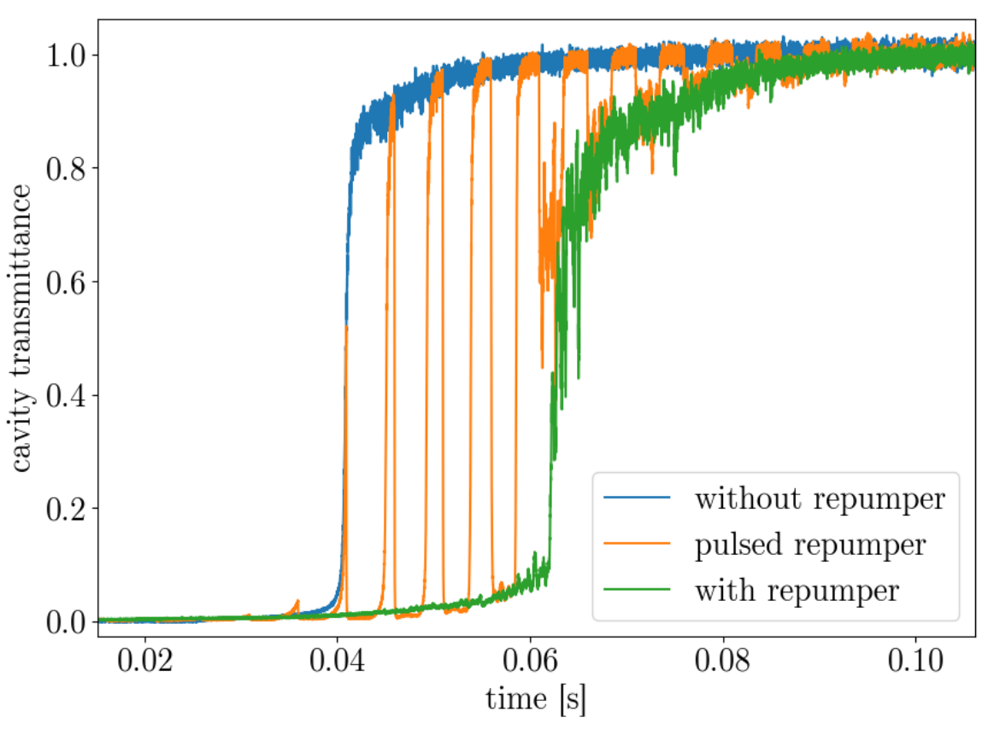 cavity transmittance
1.0
0.8
0.6
0.4
0.2
0.0
without repumper
pulsed repumper
with repumper
0.02 0.04 0.06 0.08 0.10
time [s]